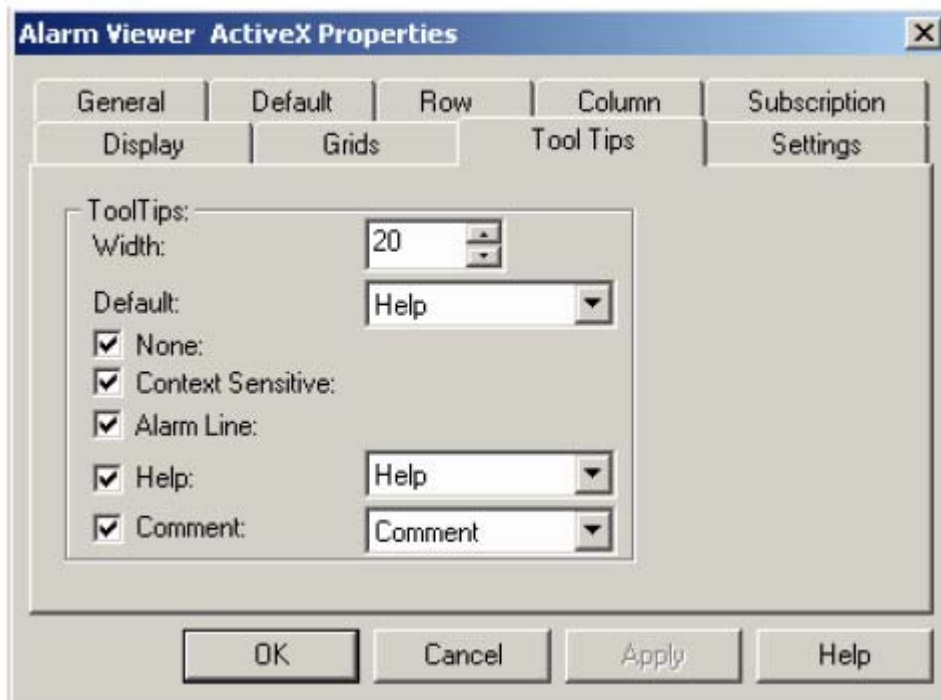 Alarm Viewer ActiveX Properties
General Default Row Column Subscription
Display Grids Tool Tips Settings
ToolTips:
Width: 20
Default: Help
None:
Context Sensitive:
Alarm Line:
Help: Help
Comment: Comment
OK Cancel Apply Help